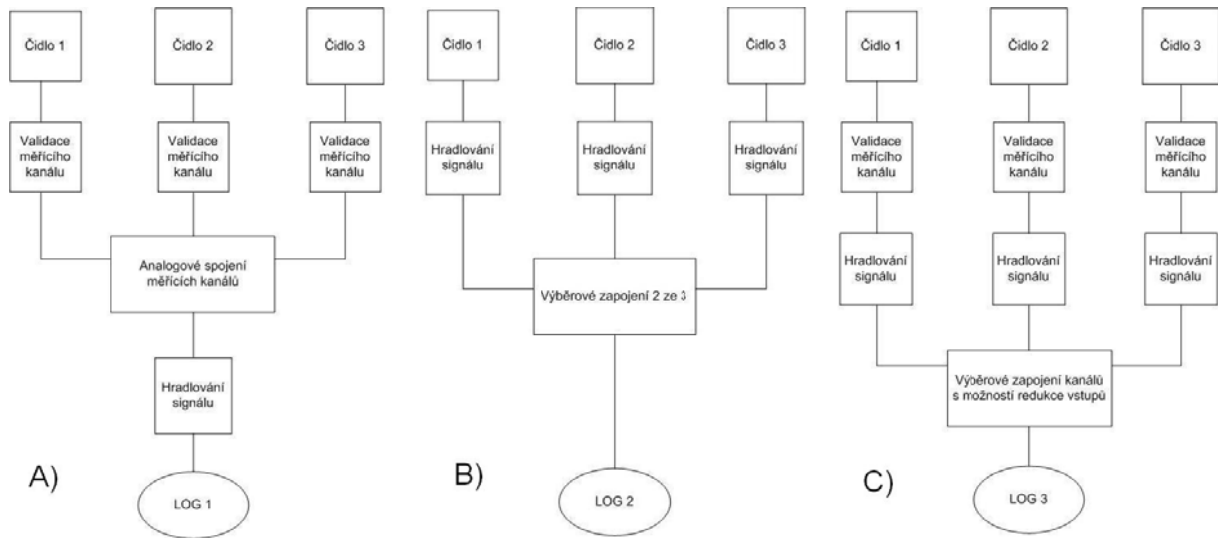 Čidlo 1
Čidlo 2
Čidlo 3
Validace
měřícího
kanálu
Validace
měřícího
kanálu
Validace
měřícího
kanálu
Analogové spojení
měřících kanálů
Hradlování
signálu
LOG 1
A)
Čidlo 1
Čidlo 2
Čidlo 3
Hradlování
signálu
Hradlování
signálu
Hradlování
signálu
Výběrové zapojení 2 ze 3
LOG 2
B)
Čidlo 1
Čidlo 2
Čidlo 3
Validace
měřícího
kanálu
Validace
měřícího
kanálu
Validace
měřícího
kanálu
Hradlování
signálu
Hradlování
signálu
Hradlování
signálu
Výběrové zapojení kanálů
s možností redukce vstupů
LOG 3
C)